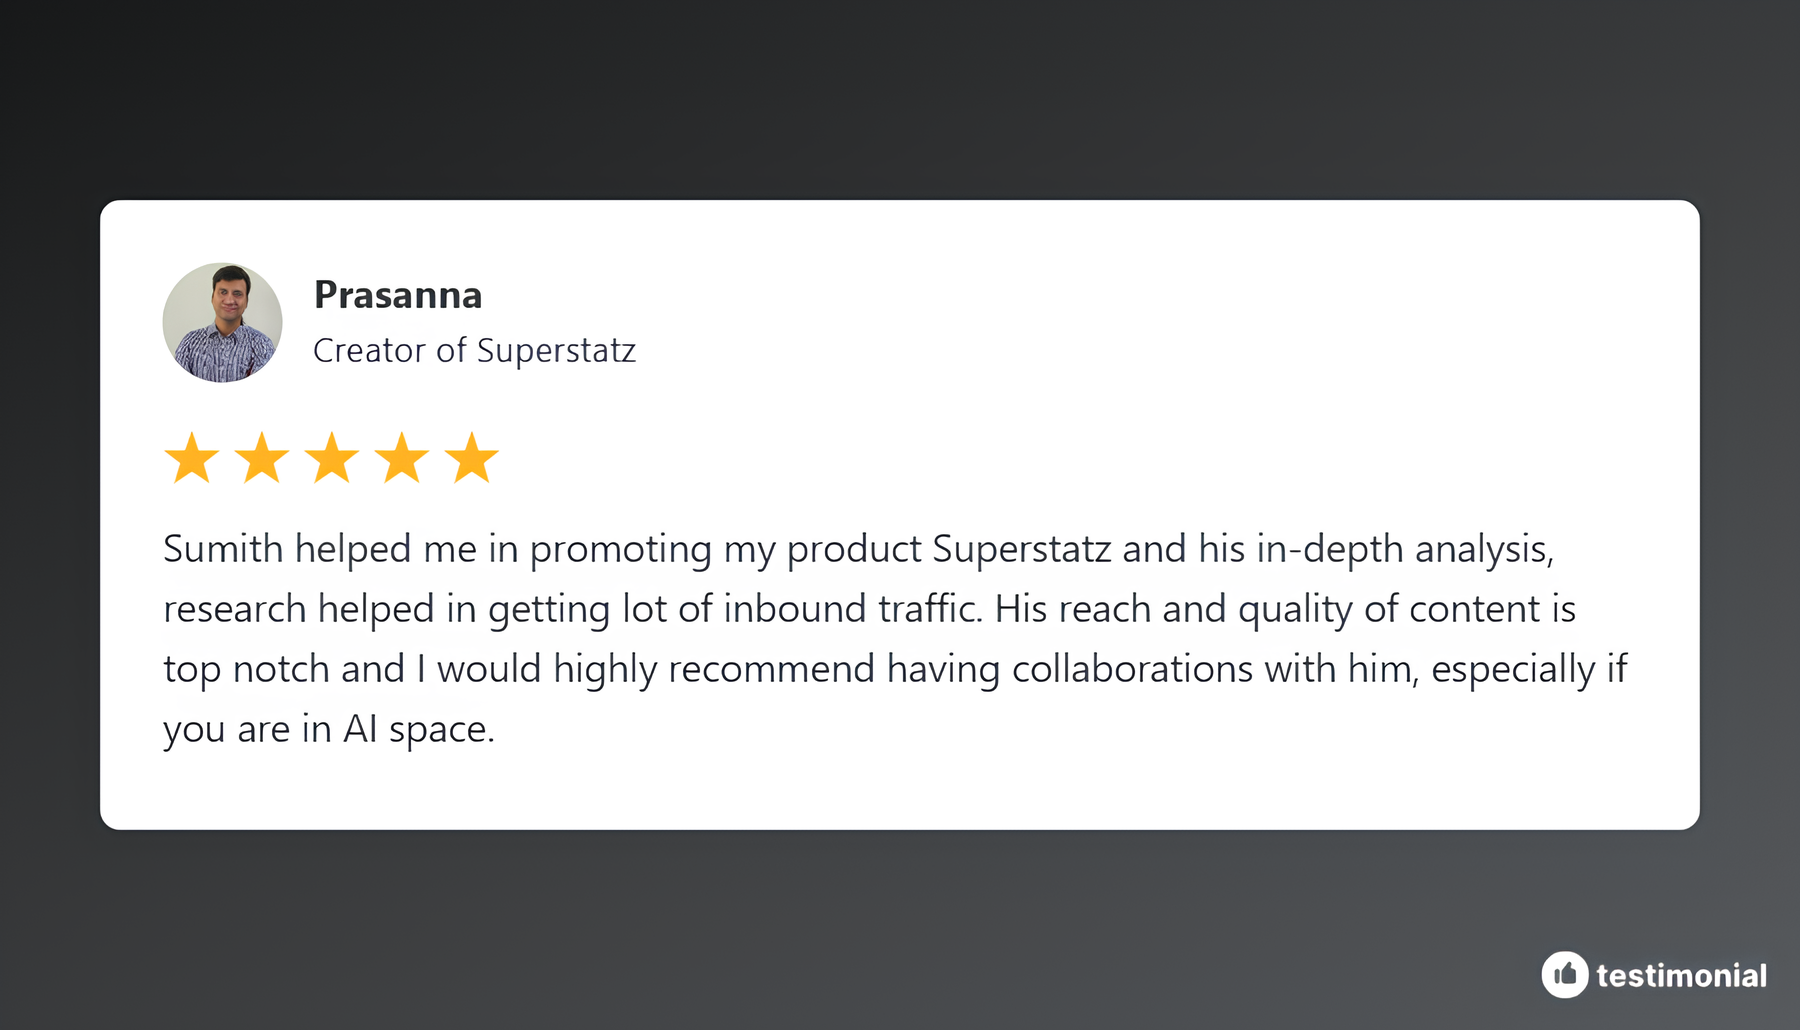 Prasanna
Creator of Superstatz
Sumith helped me in promoting my product Superstatz and his in-depth analysis,
research helped in getting lot of inbound traffic. His reach and quality of content is
top notch and I would highly recommend having collaborations with him, especially if
you are in AI space.
testimonial